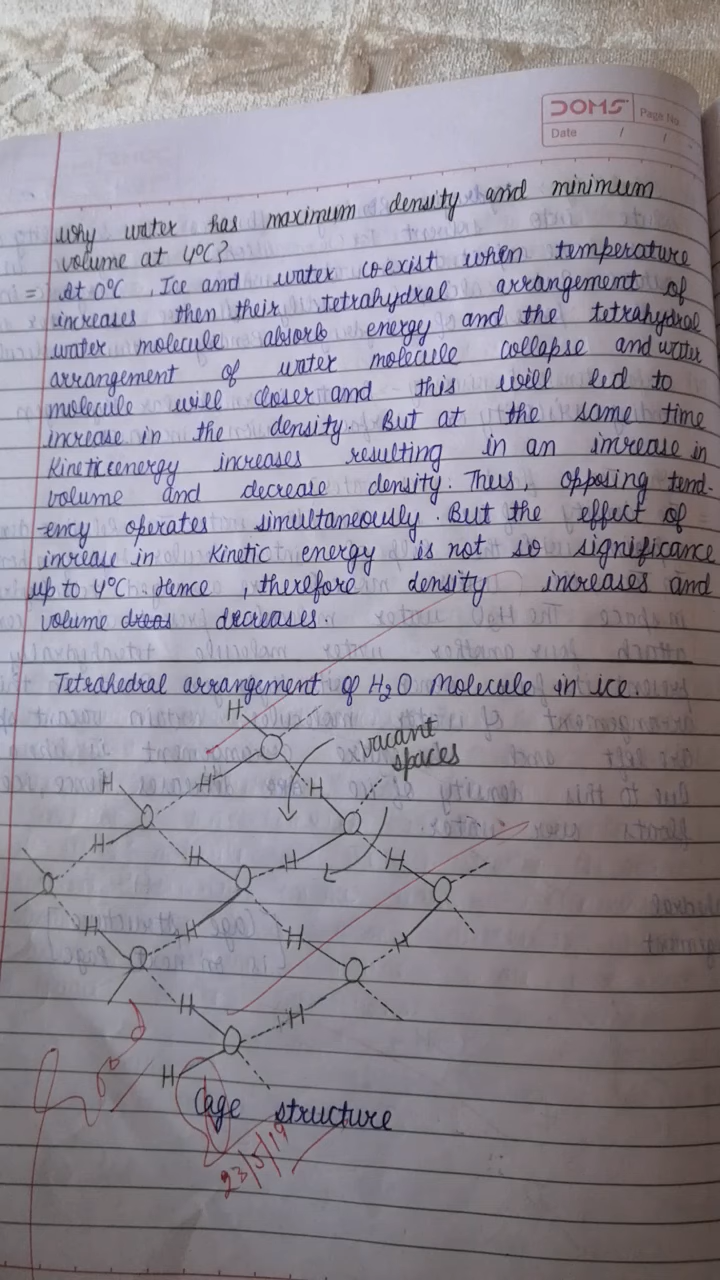 DOMS Page No.
Date / /
why water has maximum density and minimum
volume at 4°C?
= At 0°C , Ice and water coexist when temperature
increases then their tetrahydral arrangement of
water molecule absorb energy and the tetrahydral
arrangement of water molecule collapse and water
molecule will closer and this will led to
increase in the density. But at the same time
kinetic energy increases resulting in an increase in
volume and decrease density. Thus, opposing tend-
ency operates simultaneously. But the effect of
increase in kinetic energy is not so significance
up to 4°C. Hence , therefore density increases and
volume decreases.
Tetrahedral arrangement of H2O Molecule in ice.
H
O
vacant
spaces
H H
H
O O
H H H H
O O O
H H H H
O O
H H
O
H
Cage structure
23/5/19